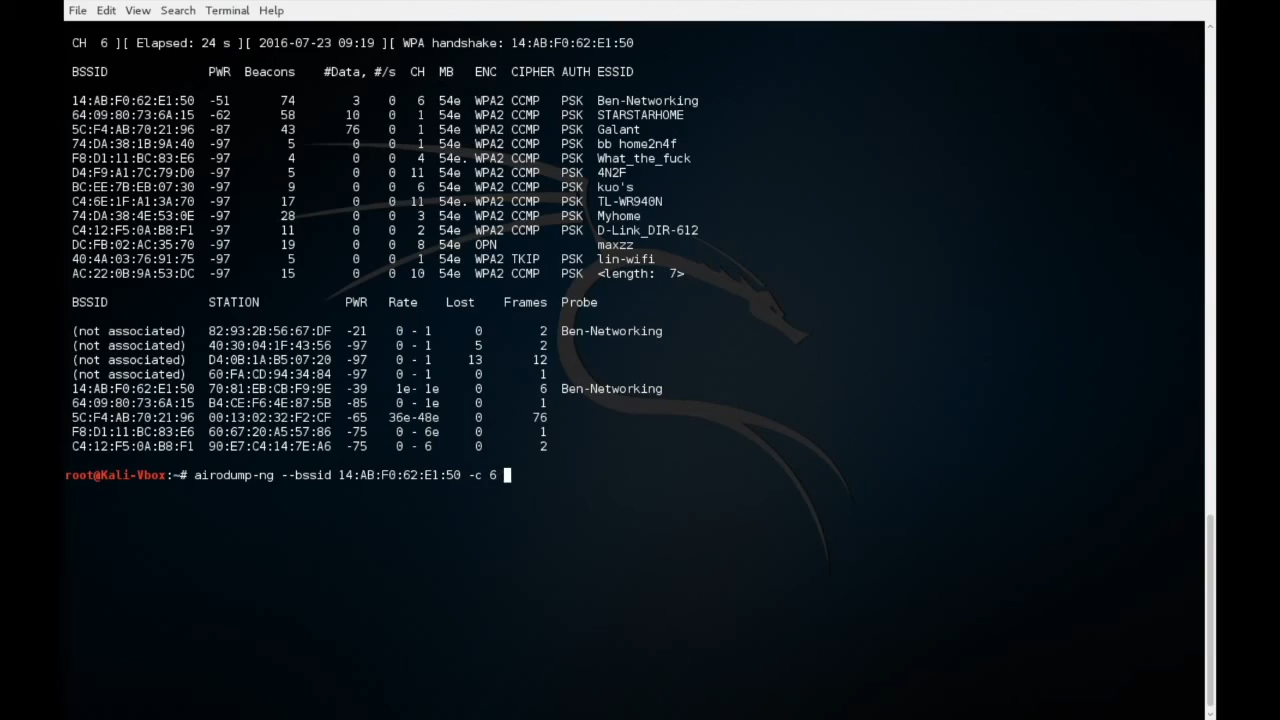 File Edit View Search Terminal Help
CH 6 ][ Elapsed: 24 s ][ 2016-07-23 09:19 ][ WPA handshake: 14:AB:F0:62:E1:50
BSSID PWR Beacons #Data, #/s CH MB ENC CIPHER AUTH ESSID
14:AB:F0:62:E1:50 -51 74 3 0 6 54e WPA2 CCMP PSK Ben-Networking
64:09:80:73:6A:15 -62 58 10 0 1 54e WPA2 CCMP PSK STARSTARHOME
5C:F4:AB:70:21:96 -87 43 76 0 1 54e WPA2 CCMP PSK Galant
74:DA:38:1B:9A:40 -97 5 0 0 1 54e WPA2 CCMP PSK bb home2n4f
F8:D1:11:BC:83:E6 -97 4 0 0 4 54e. WPA2 CCMP PSK What_the_fuck
D4:F9:A1:7C:79:D0 -97 5 0 0 11 54e WPA2 CCMP PSK 4N2F
BC:EE:7B:EB:07:30 -97 9 0 0 6 54e WPA2 CCMP PSK kuo's
C4:6E:1F:A1:3A:70 -97 17 0 0 11 54e. WPA2 CCMP PSK TL-WR940N
74:DA:38:4E:53:0E -97 28 0 0 3 54e WPA2 CCMP PSK Myhome
C4:12:F5:0A:B8:F1 -97 11 0 0 2 54e WPA2 CCMP PSK D-Link_DIR-612
DC:FB:02:AC:35:70 -97 19 0 0 8 54e OPN maxzz
40:4A:03:76:91:75 -97 5 0 0 1 54e WPA2 TKIP PSK lin-wifi
AC:22:0B:9A:53:DC -97 15 0 0 10 54e WPA2 CCMP PSK <length: 7>
BSSID STATION PWR Rate Lost Frames Probe
(not associated) 82:93:2B:56:67:DF -21 0 - 1 0 2 Ben-Networking
(not associated) 40:30:04:1F:43:56 -97 0 - 1 5 2
(not associated) D4:0B:1A:B5:07:20 -97 0 - 1 13 12
(not associated) 60:FA:CD:94:34:84 -97 0 - 1 0 1
14:AB:F0:62:E1:50 70:81:EB:CB:F9:9E -39 1e- 1e 0 6 Ben-Networking
64:09:80:73:6A:15 B4:CE:F6:4E:87:5B -85 0 - 1e 0 1
5C:F4:AB:70:21:96 00:13:02:32:F2:CF -65 36e-48e 0 76
F8:D1:11:BC:83:E6 60:67:20:A5:57:86 -75 0 - 6e 0 1
C4:12:F5:0A:B8:F1 90:E7:C4:14:7E:A6 -75 0 - 6 0 2
root@Kali-Vbox:~# airodump-ng --bssid 14:AB:F0:62:E1:50 -c 6